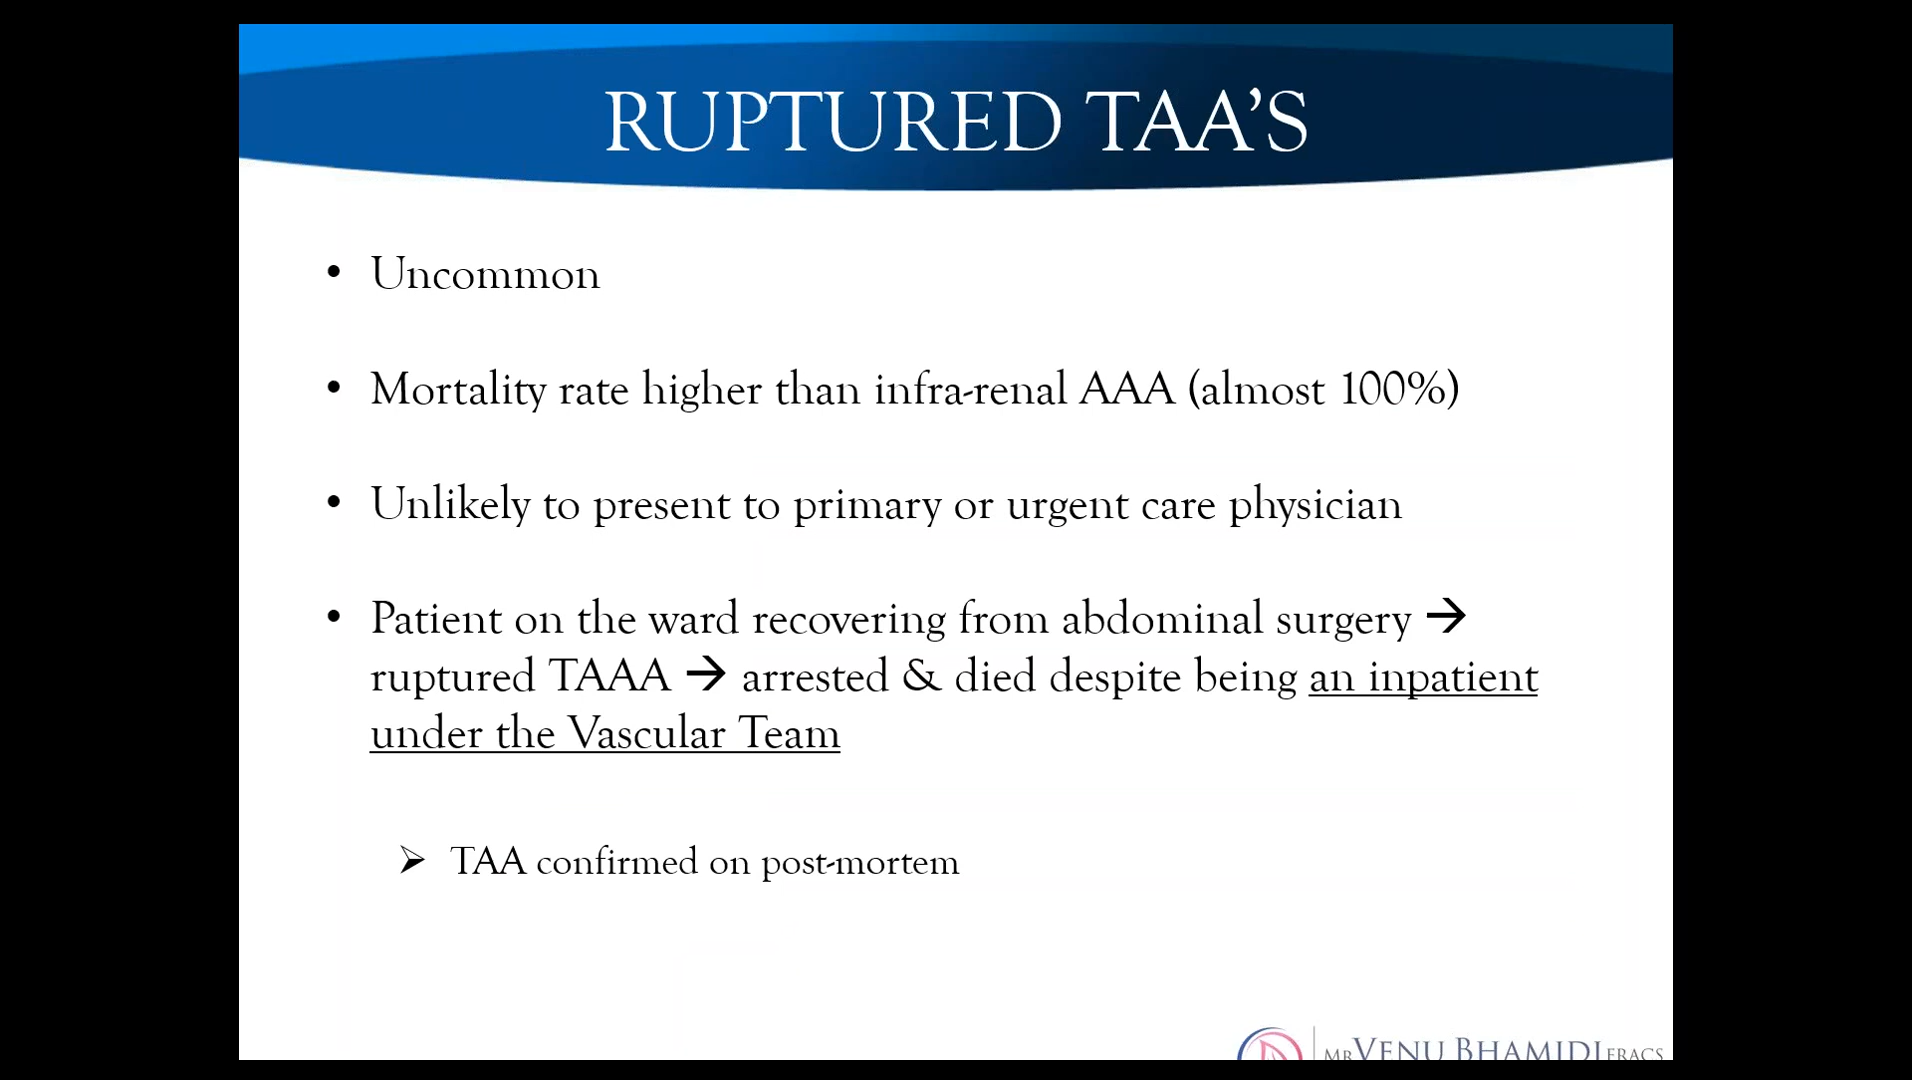 RUPTURED TAA’S
• Uncommon
• Mortality rate higher than infra-renal AAA (almost 100%)
• Unlikely to present to primary or urgent care physician
• Patient on the ward recovering from abdominal surgery →
ruptured TAAA → arrested & died despite being an inpatient
under the Vascular Team
➢ TAA confirmed on post-mortem
MR VENU BHAMIDI FRACS